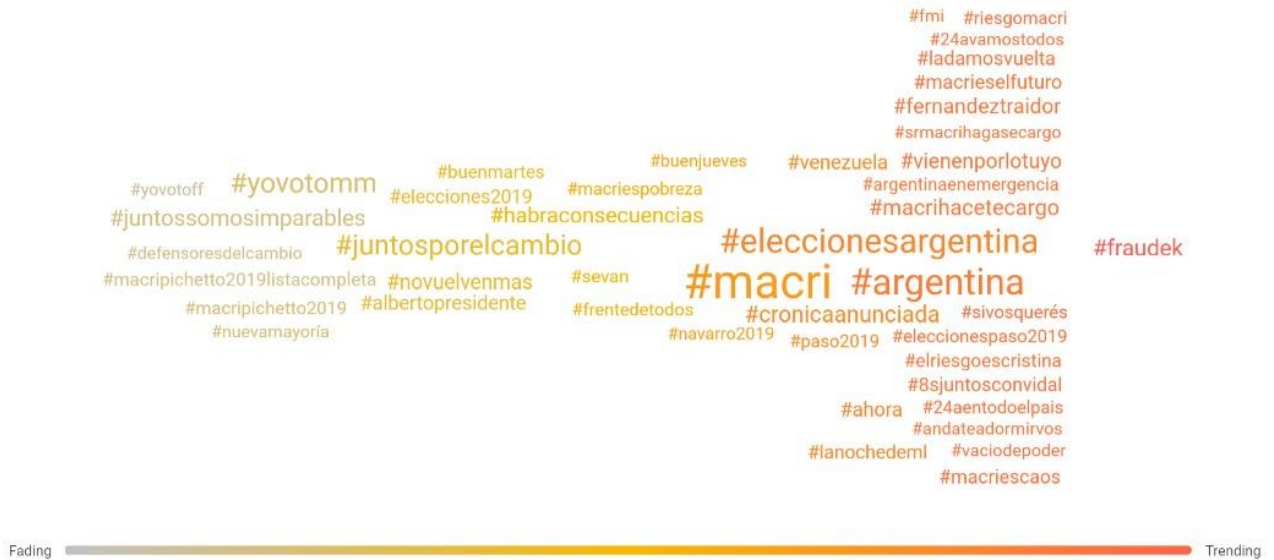 #fmi #riesgomacri
#24avamostodos
#ladamosvuelta
#macrieselfuturo
#fernandeztraidor
#srmacrihagasecargo
#buenjueves #venezuela #vienenporlotuyo
#yovotoff #yovotomm #buenmartes #elecciones2019 #macriespobreza #argentinaenemergencia
#juntossomosimparables #habraconsecuencias #macrihacetecargo
#defensoresdelcambio #juntosporelcambio #eleccionesargentina #fraudek
#macripichetto2019listacompleta #novuelvenmas #sevan #macri #argentina
#macripichetto2019 #albertopresidente #frentedetodos #cronicaanunciada #sivosquerés
#nuevamayoría #navarro2019 #paso2019 #eleccionespaso2019
#elriesgoescristina
#8sjuntosconvidal
#ahora #24aentodoelpais
#andateadormirvos
#lanochedeml #vaciodepoder
#macriescaos
Fading Trending